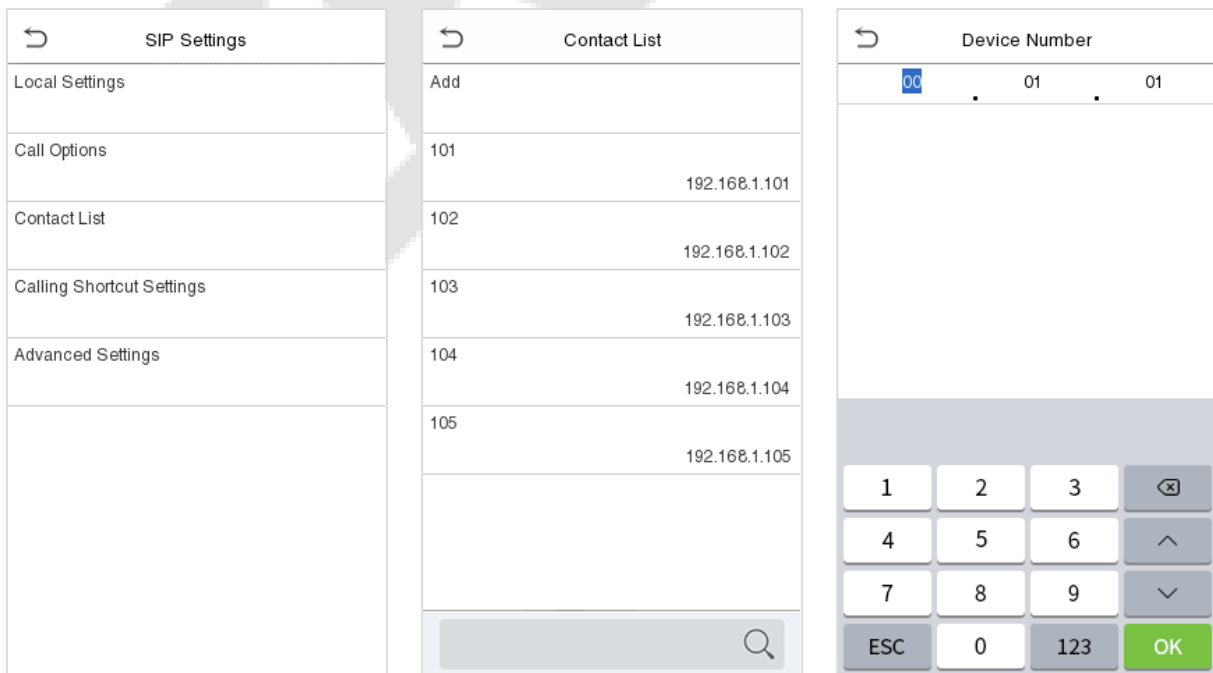 SIP Settings
Local Settings
Call Options
Contact List
Calling Shortcut Settings
Advanced Settings
Contact List
Add
101
192.168.1.101
102
192.168.1.102
103
192.168.1.103
104
192.168.1.104
105
192.168.1.105
Device Number
00 . 01 . 01
1 2 3
4 5 6
7 8 9
ESC 0 123 OK